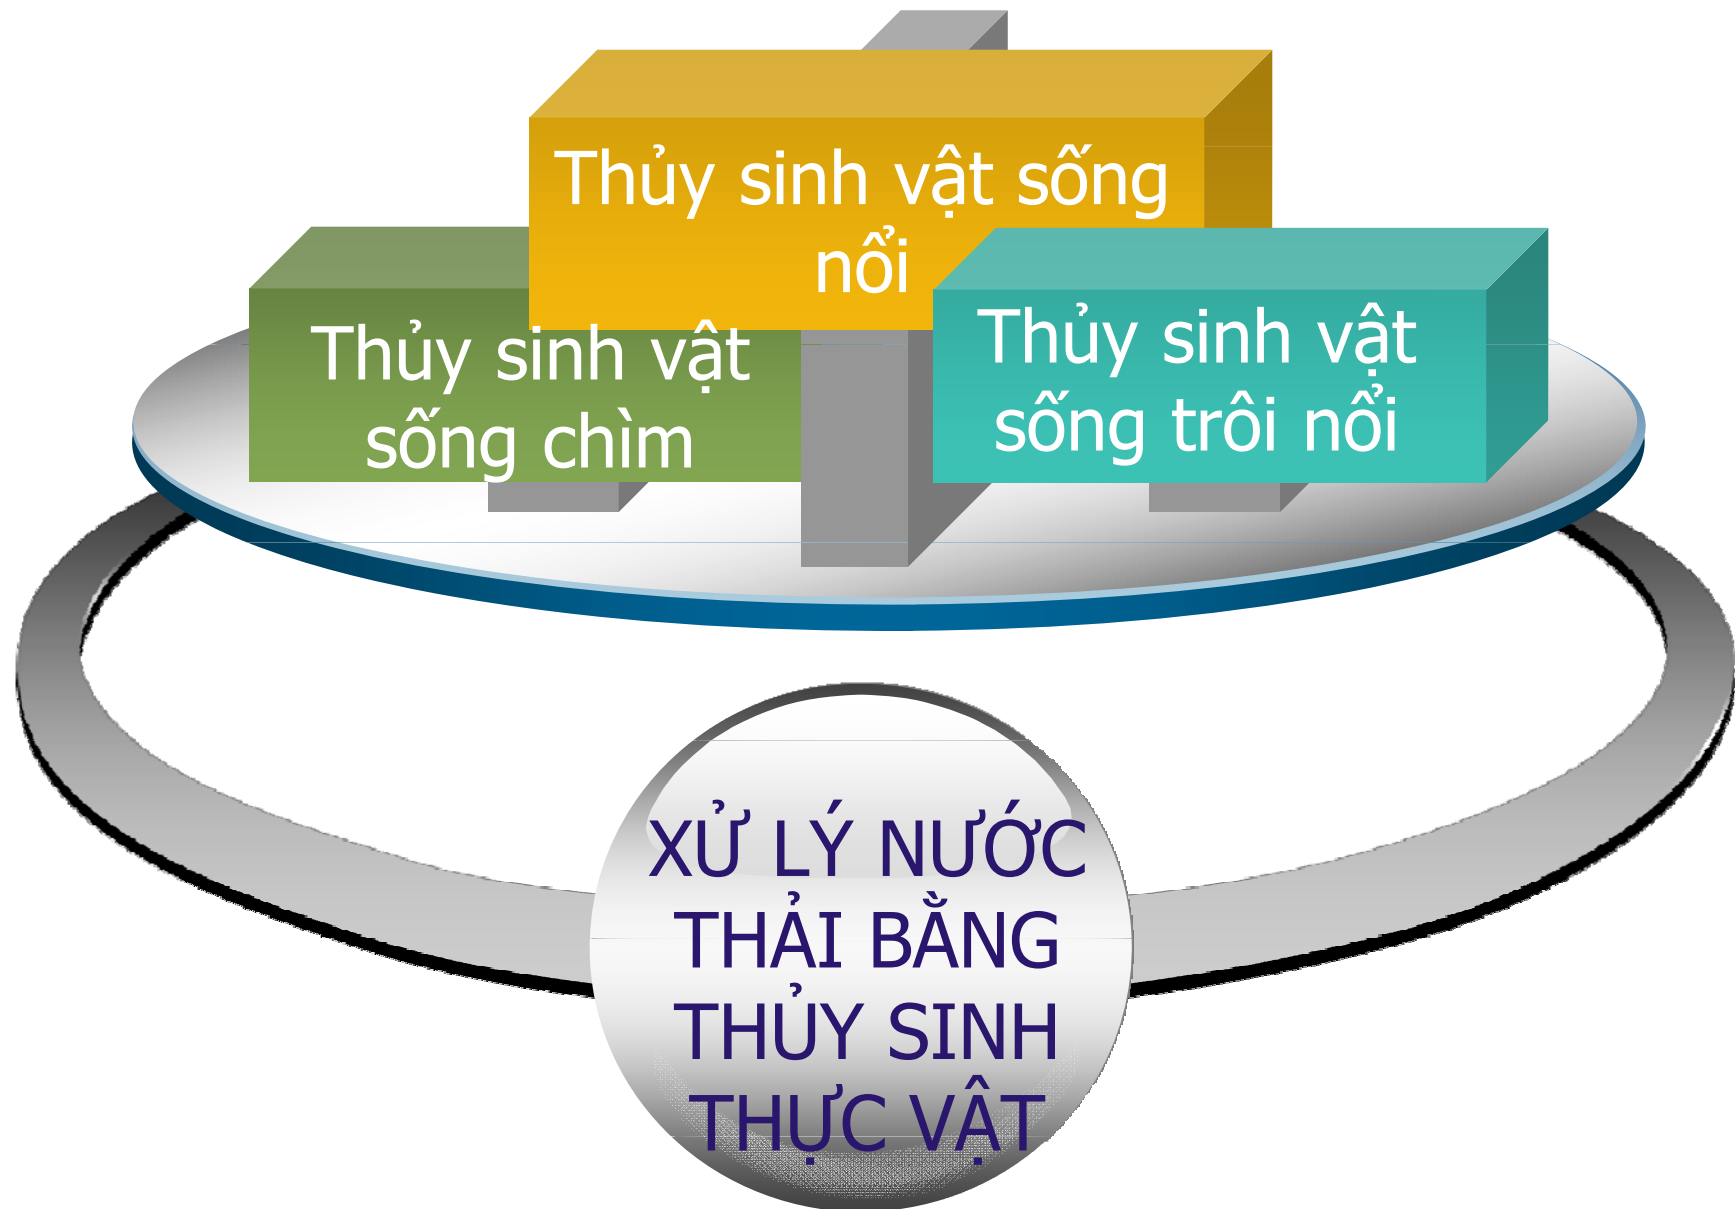 Thủy sinh vật sống
nổi
Thủy sinh vật
sống chìm
Thủy sinh vật
sống trôi nổi
XỬ LÝ NƯỚC
THẢI BẰNG
THỦY SINH
THỰC VẬT